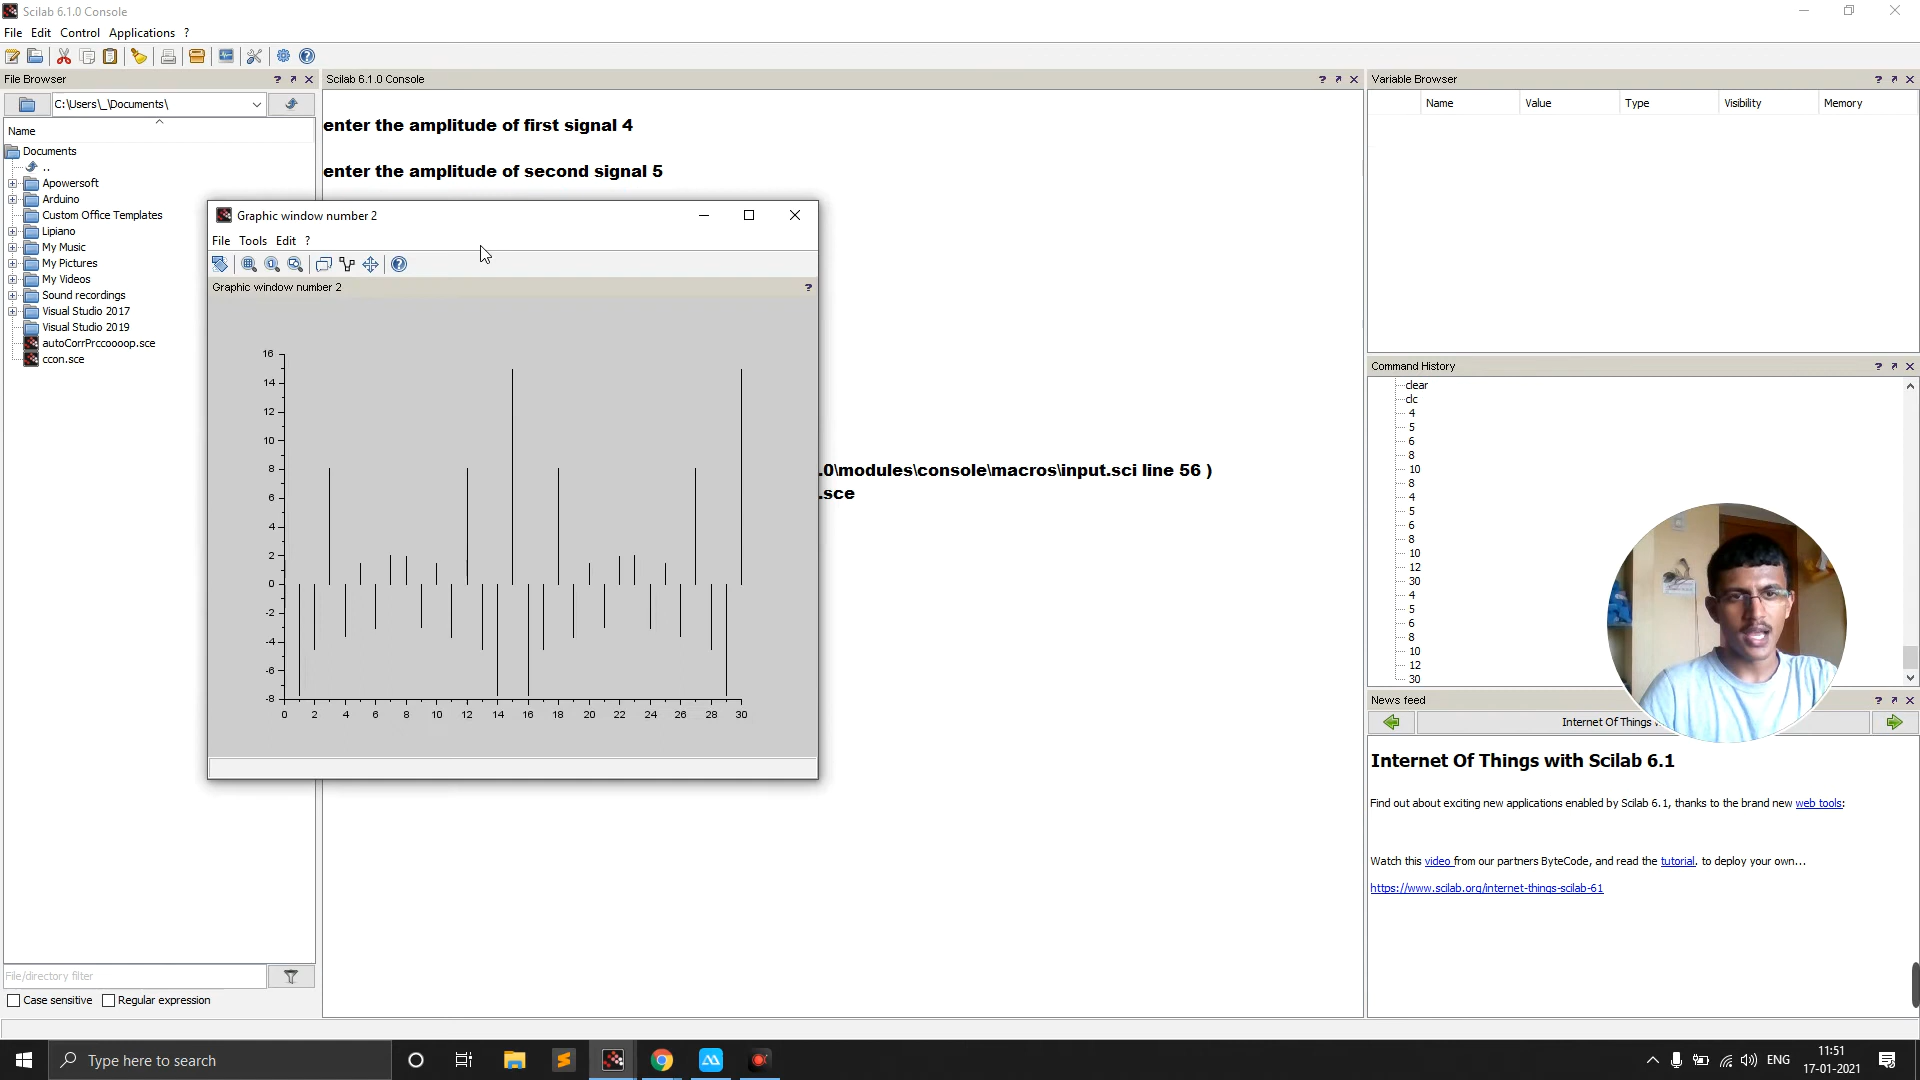 Scilab 6.1.0 Console
File Edit Control Applications ?
File Browser ?
C:\Users\_\Documents\
Name
Documents
..
Apowersoft
Arduino
Custom Office Templates
Lipiano
My Music
My Pictures
My Videos
Sound recordings
Visual Studio 2017
Visual Studio 2019
autoCorrPrccoooop.sce
ccon.sce
File/directory filter
Case sensitive Regular expression
Scilab 6.1.0 Console ?
enter the amplitude of first signal 4
enter the amplitude of second signal 5
.0\modules\console\macros\input.sci line 56 )
.sce
Graphic window number 2
File Tools Edit ?
Graphic window number 2 ?
16
14
12
10
8
6
4
2
0
-2
-4
-6
-8
0 2 4 6 8 10 12 14 16 18 20 22 24 26 28 30
Variable Browser ?
Name Value Type Visibility Memory
Command History ?
clear
clc
4
5
6
8
10
8
4
5
6
8
10
12
30
4
5
6
8
10
12
30
News feed ?
Internet Of Things
Internet Of Things with Scilab 6.1
Find out about exciting new applications enabled by Scilab 6.1, thanks to the brand new web tools:
Watch this video from our partners ByteCode, and read the tutorial. to deploy your own...
https://www.scilab.org/internet-things-scilab-61
Type here to search
ENG
11:51
17-01-2021